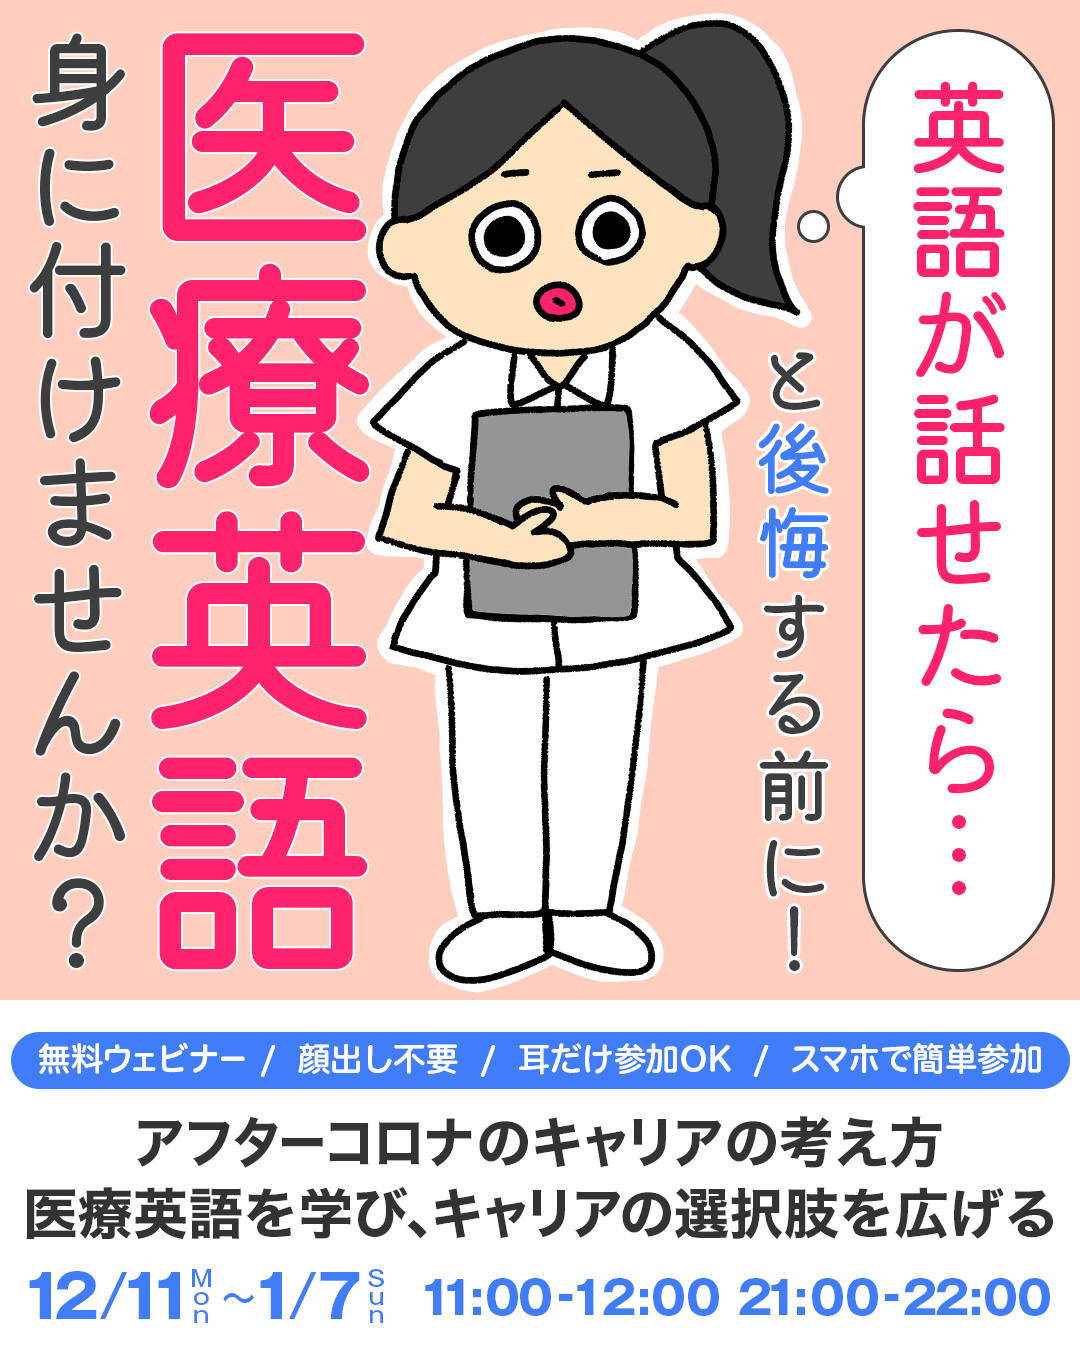 英語が話せたら…
と後悔する前に！
医療英語
身に付けませんか？
無料ウェビナー / 顔出し不要 / 耳だけ参加OK / スマホで簡単参加
アフターコロナのキャリアの考え方
医療英語を学び、キャリアの選択肢を広げる
12/11 Mon ～1/7 Sun 11:00-12:00 21:00-22:00